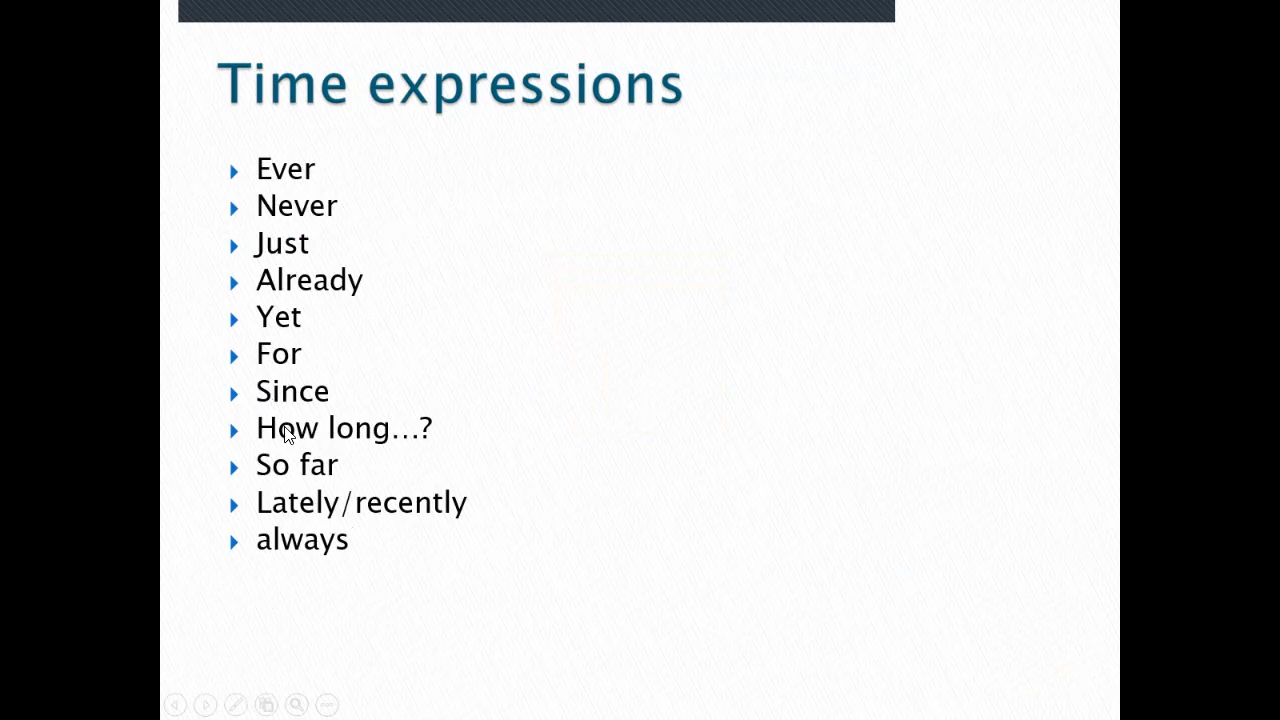 Time expressions
Ever
Never
Just
Already
Yet
For
Since
How long...?
So far
Lately/recently
always